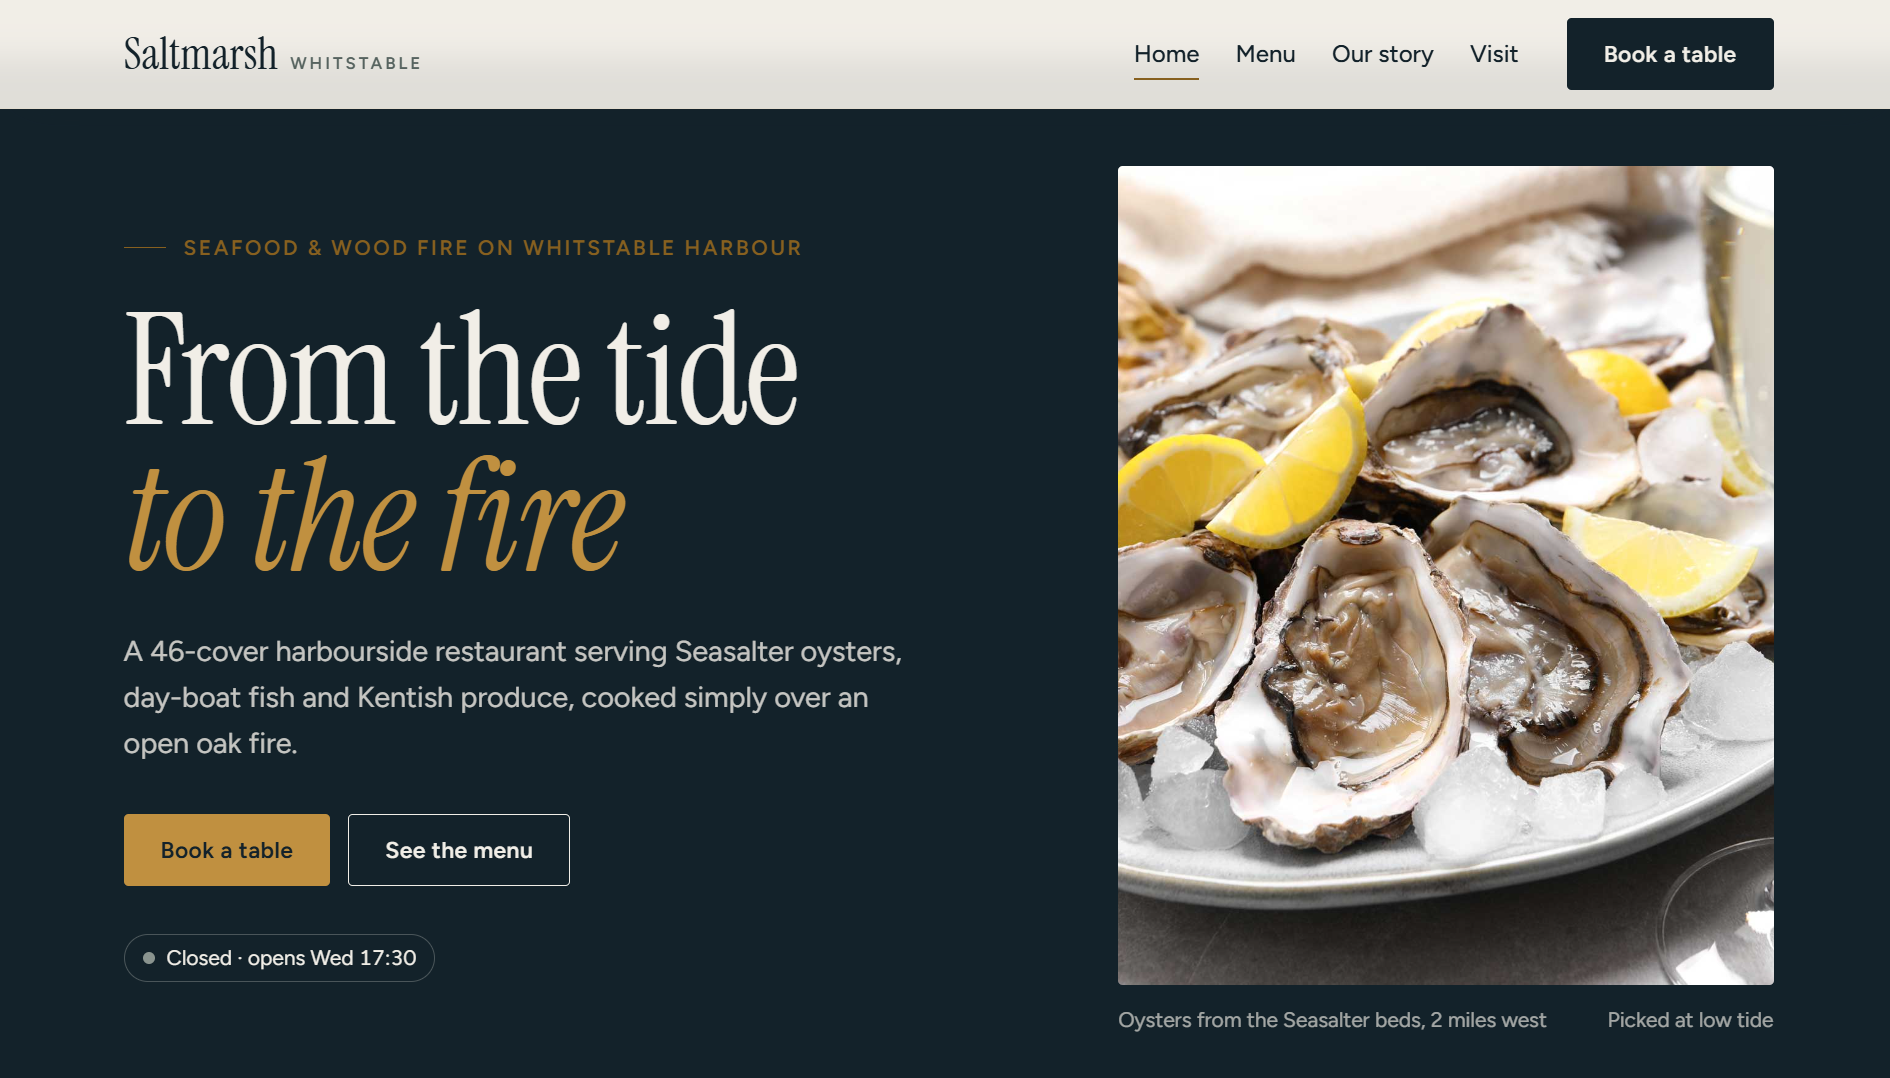 Saltmarsh WHITSTABLE
Home Menu Our story Visit Book a table
SEAFOOD & WOOD FIRE ON WHITSTABLE HARBOUR
From the tide
to the fire
A 46-cover harbourside restaurant serving Seasalter oysters,
day-boat fish and Kentish produce, cooked simply over an
open oak fire.
Book a table See the menu
Closed · opens Wed 17:30
Oysters from the Seasalter beds, 2 miles west Picked at low tide